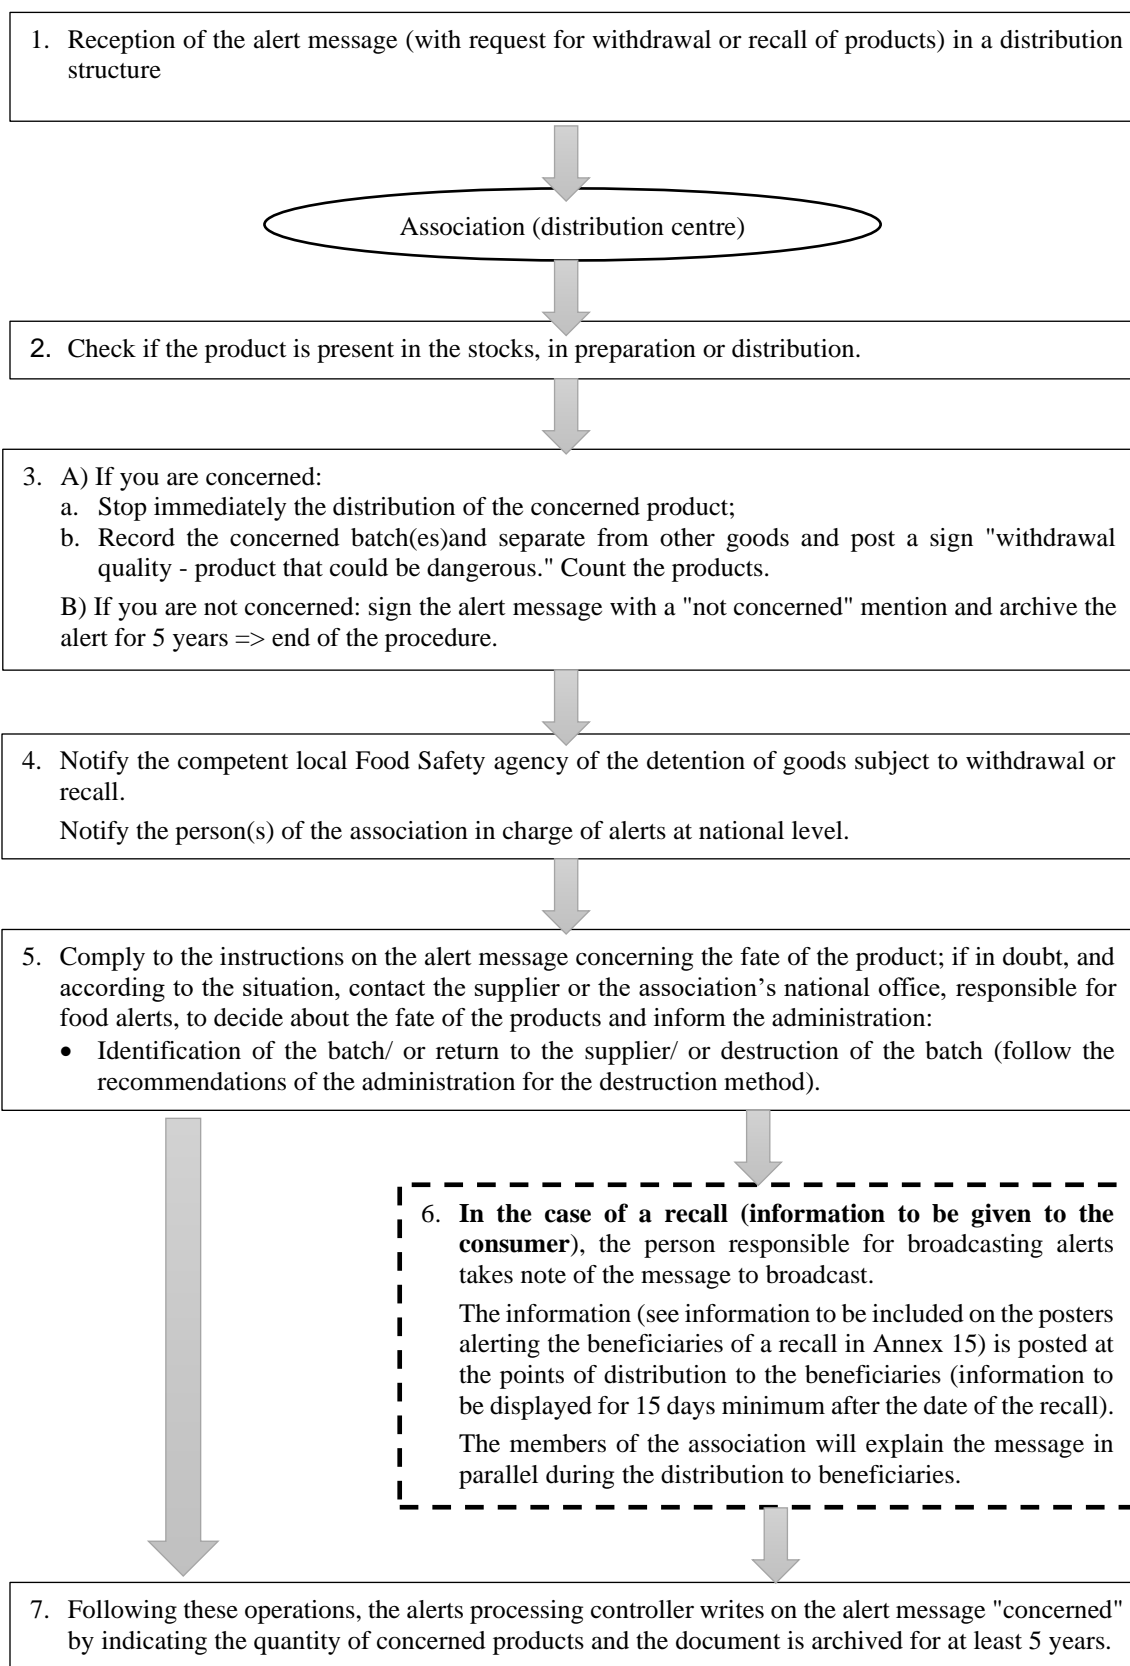 1. Reception of the alert message (with request for withdrawal or recall of products) in a distribution
structure
Association (distribution centre)
2. Check if the product is present in the stocks, in preparation or distribution.
3. A) If you are concerned:
a. Stop immediately the distribution of the concerned product;
b. Record the concerned batch(es)and separate from other goods and post a sign "withdrawal
quality - product that could be dangerous." Count the products.
B) If you are not concerned: sign the alert message with a "not concerned" mention and archive the
alert for 5 years => end of the procedure.
4. Notify the competent local Food Safety agency of the detention of goods subject to withdrawal or
recall.
Notify the person(s) of the association in charge of alerts at national level.
5. Comply to the instructions on the alert message concerning the fate of the product; if in doubt, and
according to the situation, contact the supplier or the association’s national office, responsible for
food alerts, to decide about the fate of the products and inform the administration:
• Identification of the batch/ or return to the supplier/ or destruction of the batch (follow the
recommendations of the administration for the destruction method).
6. In the case of a recall (information to be given to the
consumer), the person responsible for broadcasting alerts
takes note of the message to broadcast.
The information (see information to be included on the posters
alerting the beneficiaries of a recall in Annex 15) is posted at
the points of distribution to the beneficiaries (information to
be displayed for 15 days minimum after the date of the recall).
The members of the association will explain the message in
parallel during the distribution to beneficiaries.
7. Following these operations, the alerts processing controller writes on the alert message "concerned"
by indicating the quantity of concerned products and the document is archived for at least 5 years.